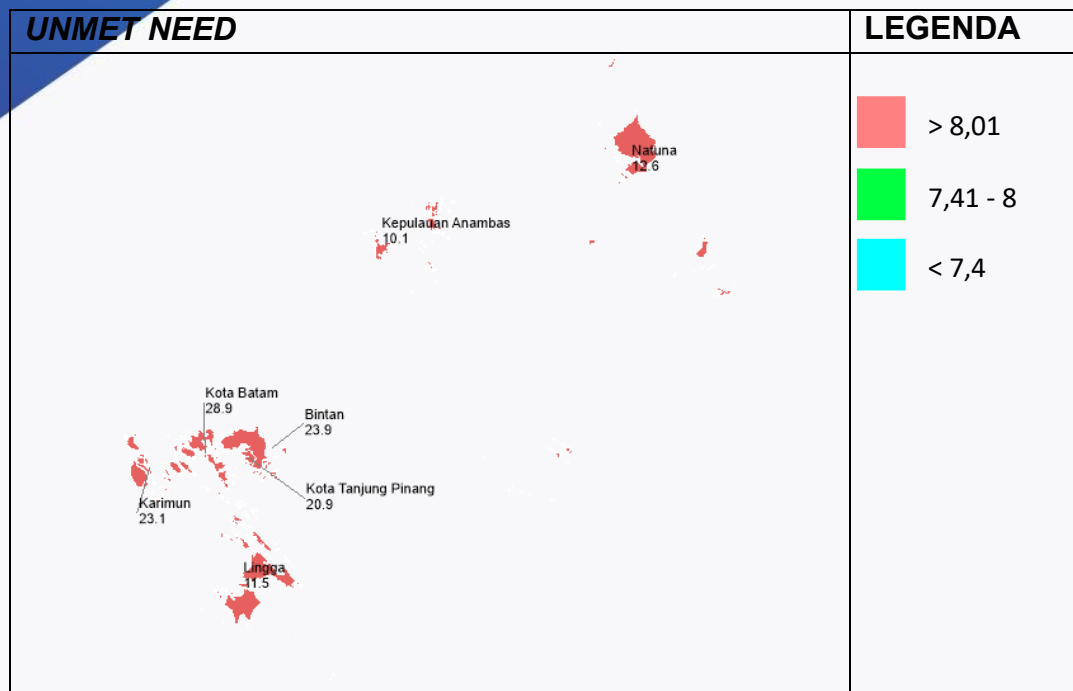 UNMET NEED
LEGENDA
> 8,01
7,41 - 8
< 7,4
Natuna
12.6
Kepulauan Anambas
10.1
Kota Batam
28.9
Bintan
23.9
Kota Tanjung Pinang
20.9
Karimun
23.1
Lingga
11.5